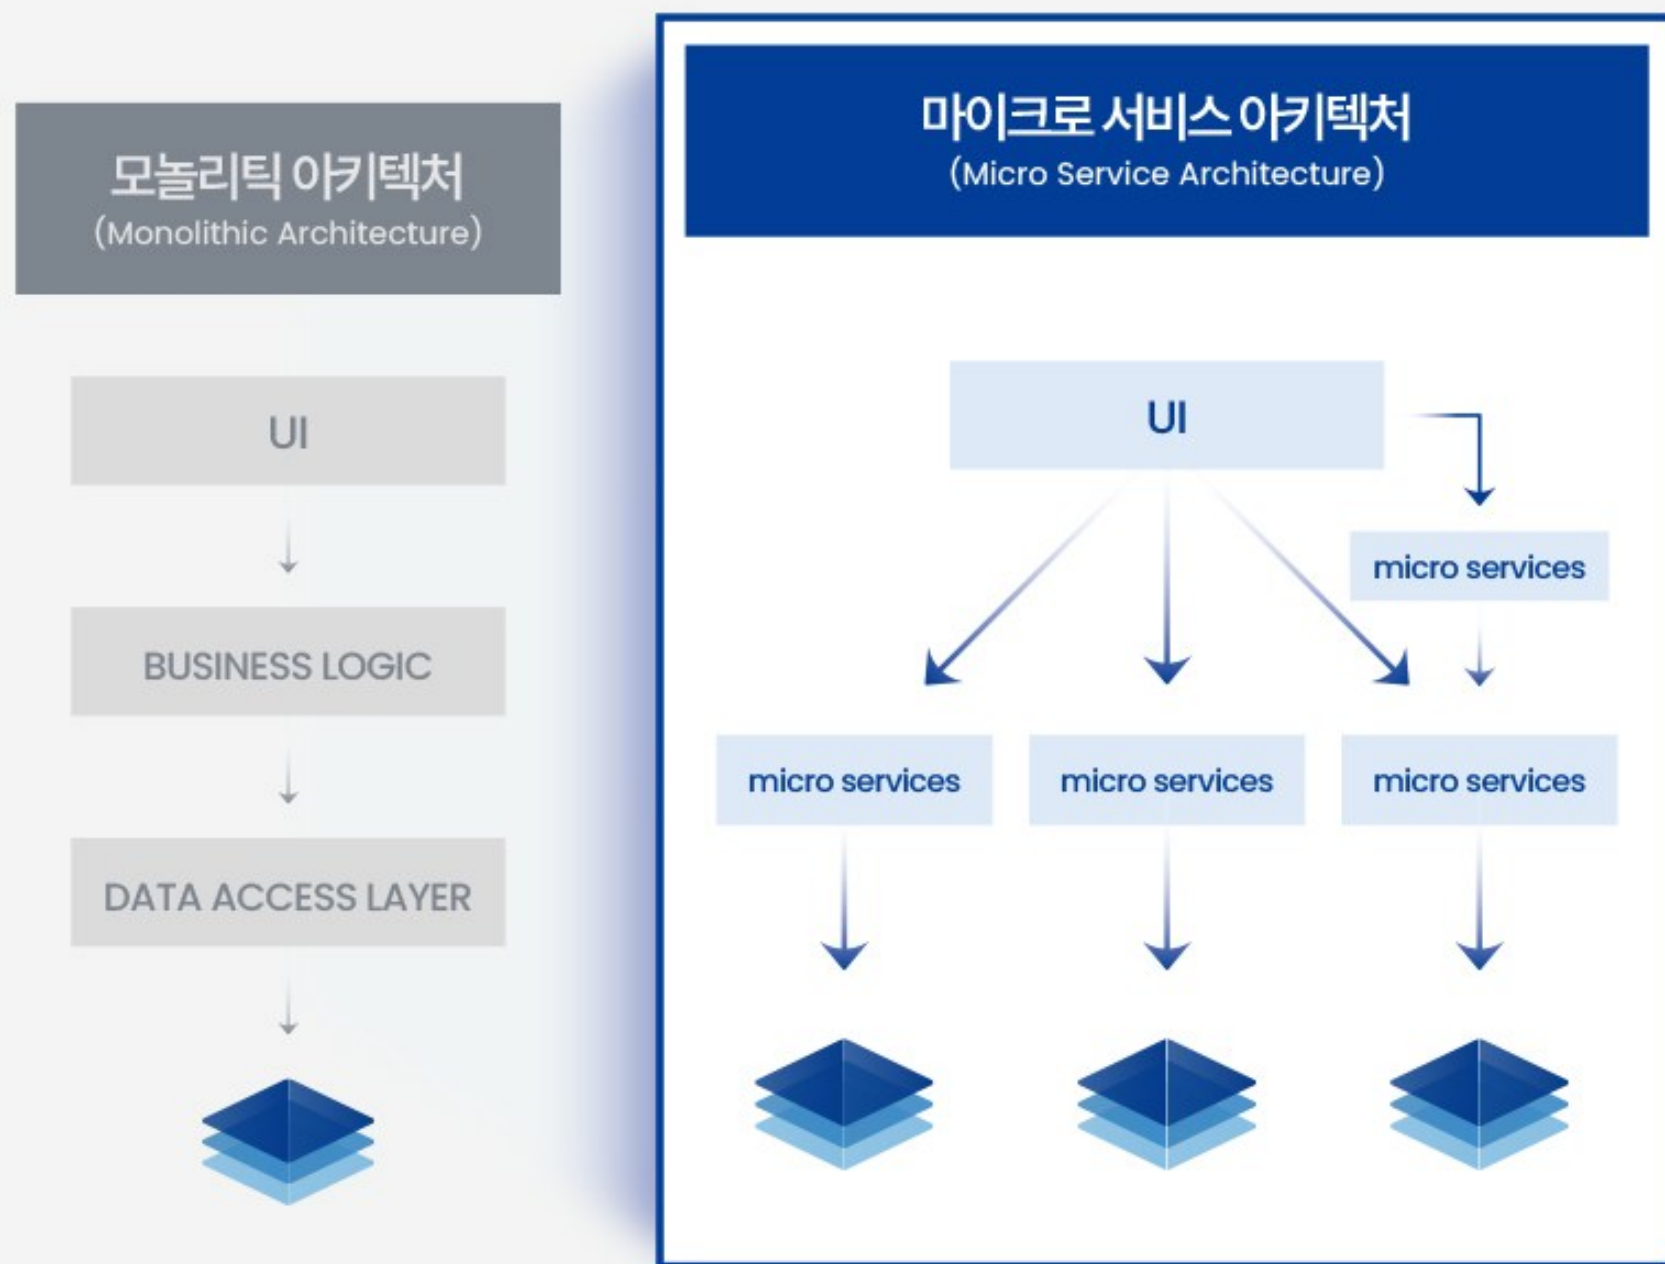 모놀리틱 아키텍처
(Monolithic Architecture)
UI
BUSINESS LOGIC
DATA ACCESS LAYER
마이크로 서비스 아키텍처
(Micro Service Architecture)
UI
micro services
micro services
micro services
micro services